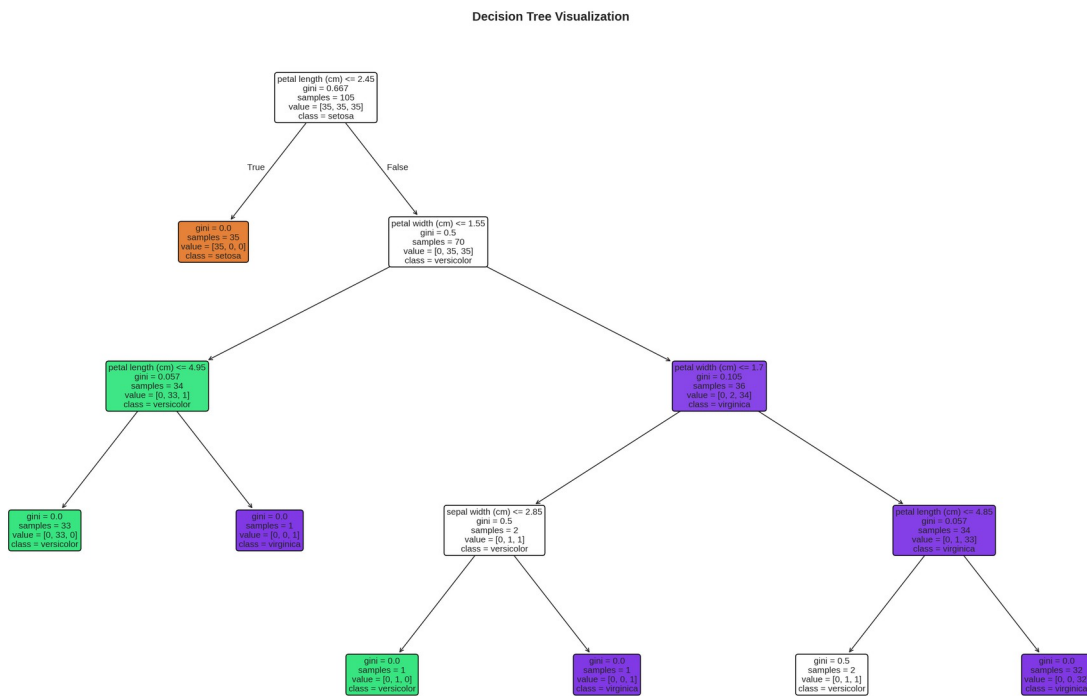 Decision Tree Visualization
petal length (cm) <= 2.45
gini = 0.667
samples = 105
value = [35, 35, 35]
class = setosa
True
False
gini = 0.0
samples = 35
value = [35, 0, 0]
class = setosa
petal width (cm) <= 1.55
gini = 0.5
samples = 70
value = [0, 35, 35]
class = versicolor
petal length (cm) <= 4.95
gini = 0.057
samples = 34
value = [0, 33, 1]
class = versicolor
petal width (cm) <= 1.7
gini = 0.105
samples = 36
value = [0, 2, 34]
class = virginica
gini = 0.0
samples = 33
value = [0, 33, 0]
class = versicolor
gini = 0.0
samples = 1
value = [0, 0, 1]
class = virginica
sepal width (cm) <= 2.85
gini = 0.5
samples = 2
value = [0, 1, 1]
class = versicolor
petal length (cm) <= 4.85
gini = 0.057
samples = 34
value = [0, 1, 33]
class = virginica
gini = 0.0
samples = 1
value = [0, 1, 0]
class = versicolor
gini = 0.0
samples = 1
value = [0, 0, 1]
class = virginica
gini = 0.5
samples = 2
value = [0, 1, 1]
class = versicolor
gini = 0.0
samples = 32
value = [0, 0, 32]
class = virginica